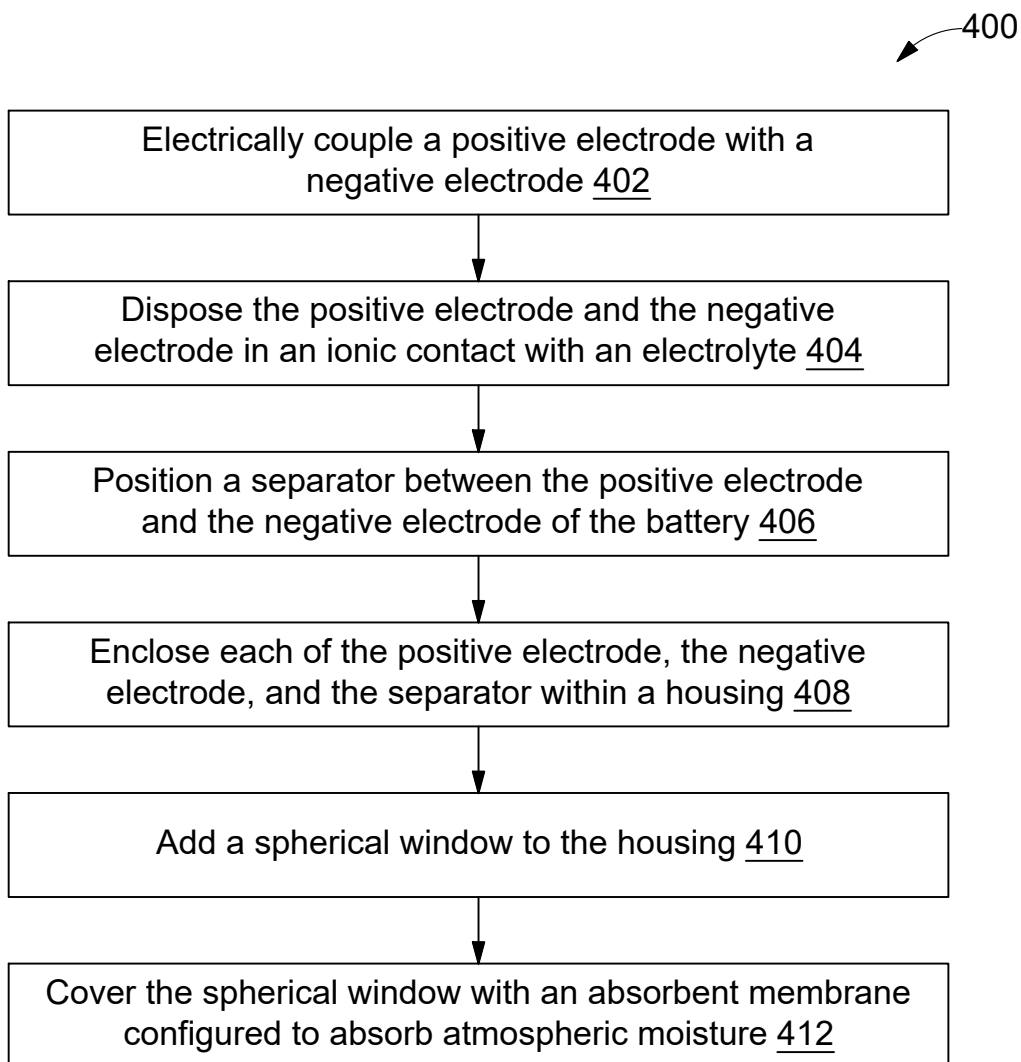 400
Electrically couple a positive electrode with a
negative electrode 402
Dispose the positive electrode and the negative
electrode in an ionic contact with an electrolyte 404
Position a separator between the positive electrode
and the negative electrode of the battery 406
Enclose each of the positive electrode, the negative
electrode, and the separator within a housing 408
Add a spherical window to the housing 410
Cover the spherical window with an absorbent membrane
configured to absorb atmospheric moisture 412